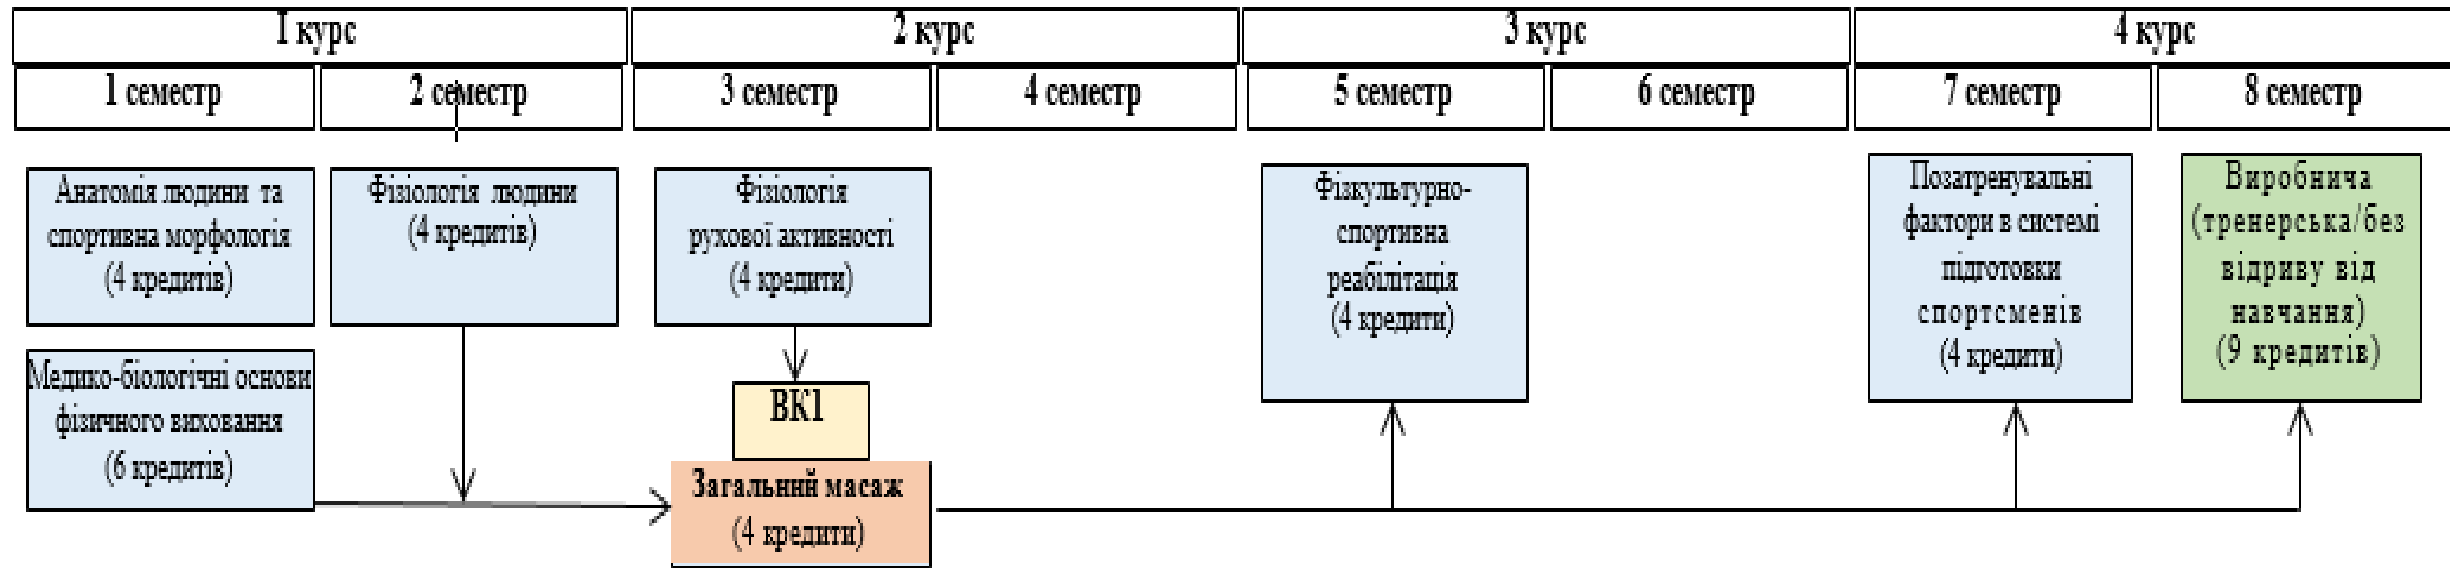 1 курс
2 курс
3 курс
4 курс
1 семестр
2 семестр
3 семестр
4 семестр
5 семестр
6 семестр
7 семестр
8 семестр
Анатомія людини та
спортивна морфологія
(4 кредитів)
Медико-біологічні основи
фізичного виховання
(6 кредитів)
Фізіологія людини
(4 кредитів)
Фізіологія
рухової активності
(4 кредити)
ВК1
Загальний масаж
(4 кредити)
Фізкультурно-
спортивна
реабілітація
(4 кредити)
Позатренувальні
фактори в системі
підготовки
спортсменів
(4 кредити)
Виробнича
(тренерська/без
відриву від
навчання)
(9 кредитів)